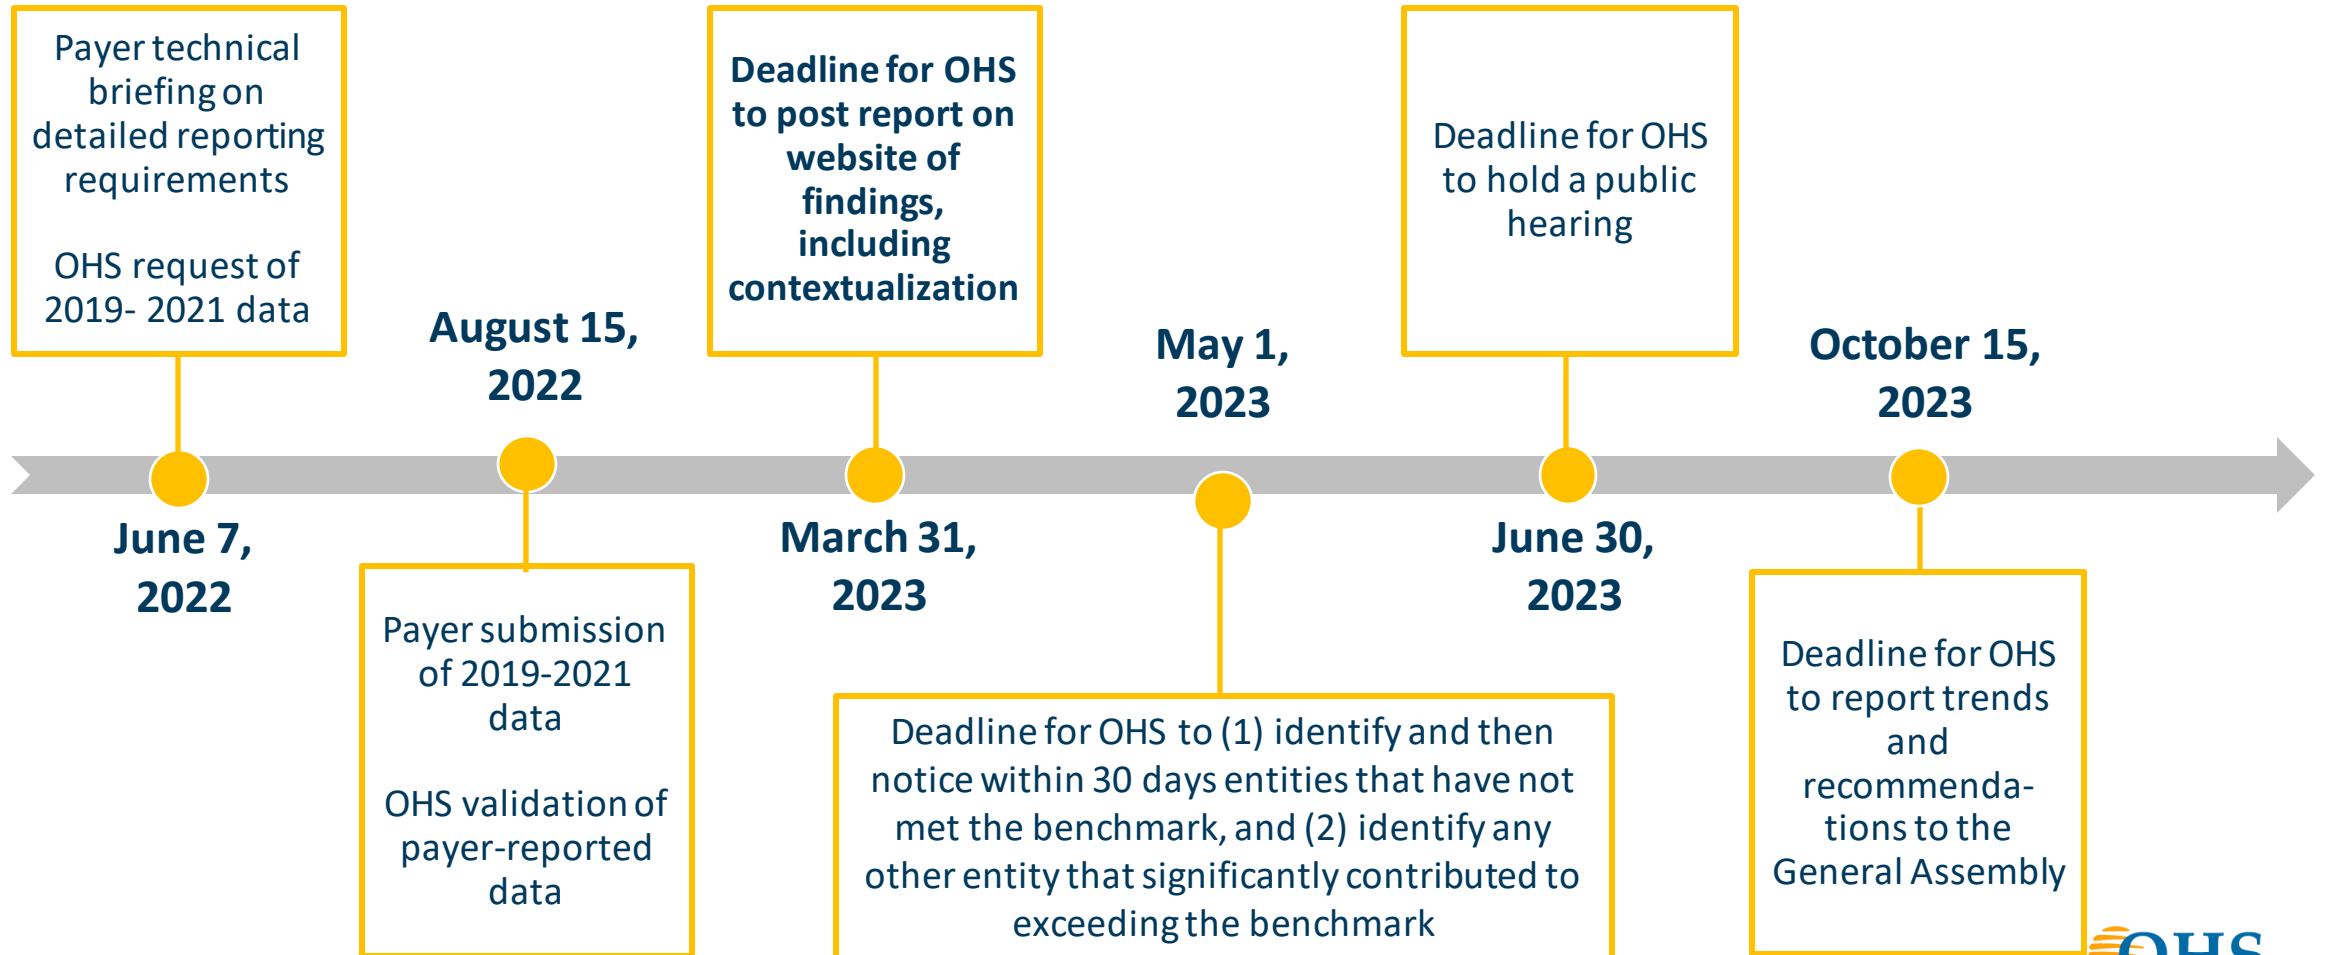 Payer technical
briefing on
detailed reporting
requirements
OHS request of
2019- 2021 data
June 7,
2022
August 15,
2022
Payer submission
of 2019-2021
data
OHS validation of
payer-reported
data
Deadline for OHS
to post report on
website of
findings,
including
contextualization
March 31,
2023
May 1,
2023
Deadline for OHS to (1) identify and then
notice within 30 days entities that have not
met the benchmark, and (2) identify any
other entity that significantly contributed to
exceeding the benchmark
Deadline for OHS
to hold a public
hearing
June 30,
2023
October 15,
2023
Deadline for OHS
to report trends
and
recommenda-
tions to the
General Assembly
OHS